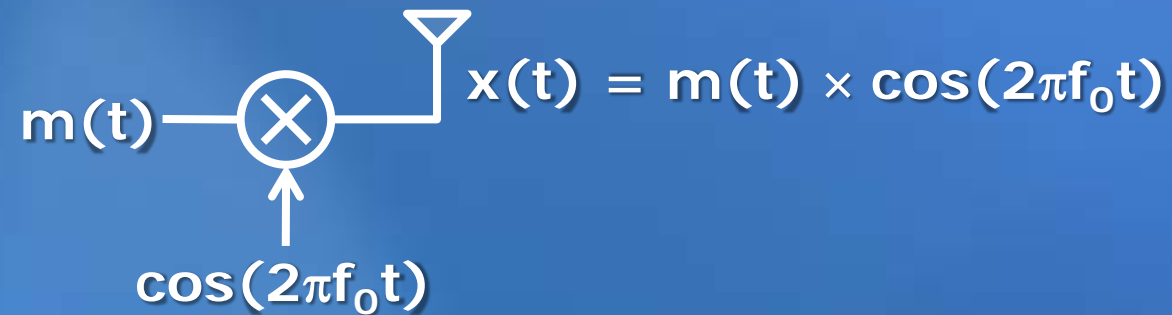 x(t) = m(t) × cos(2πf₀t)
m(t)
cos(2πf₀t)